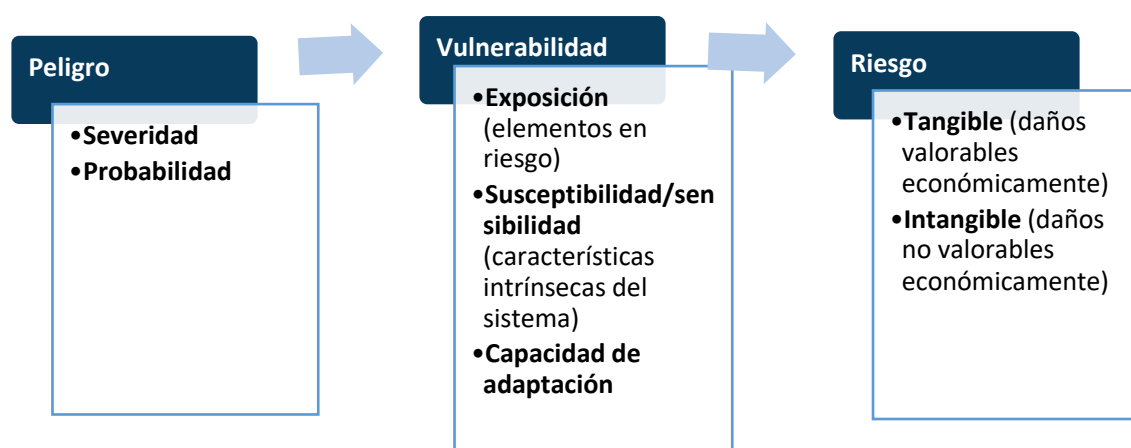 Peligro
•Severidad
•Probabilidad
Vulnerabilidad
•Exposición
(elementos en
riesgo)
•Susceptibilidad/sen
sibilidad
(características
intrínsecas del
sistema)
•Capacidad de
adaptación
Riesgo
•Tangible (daños
valorables
económicamente)
•Intangible (daños
no valorables
económicamente)